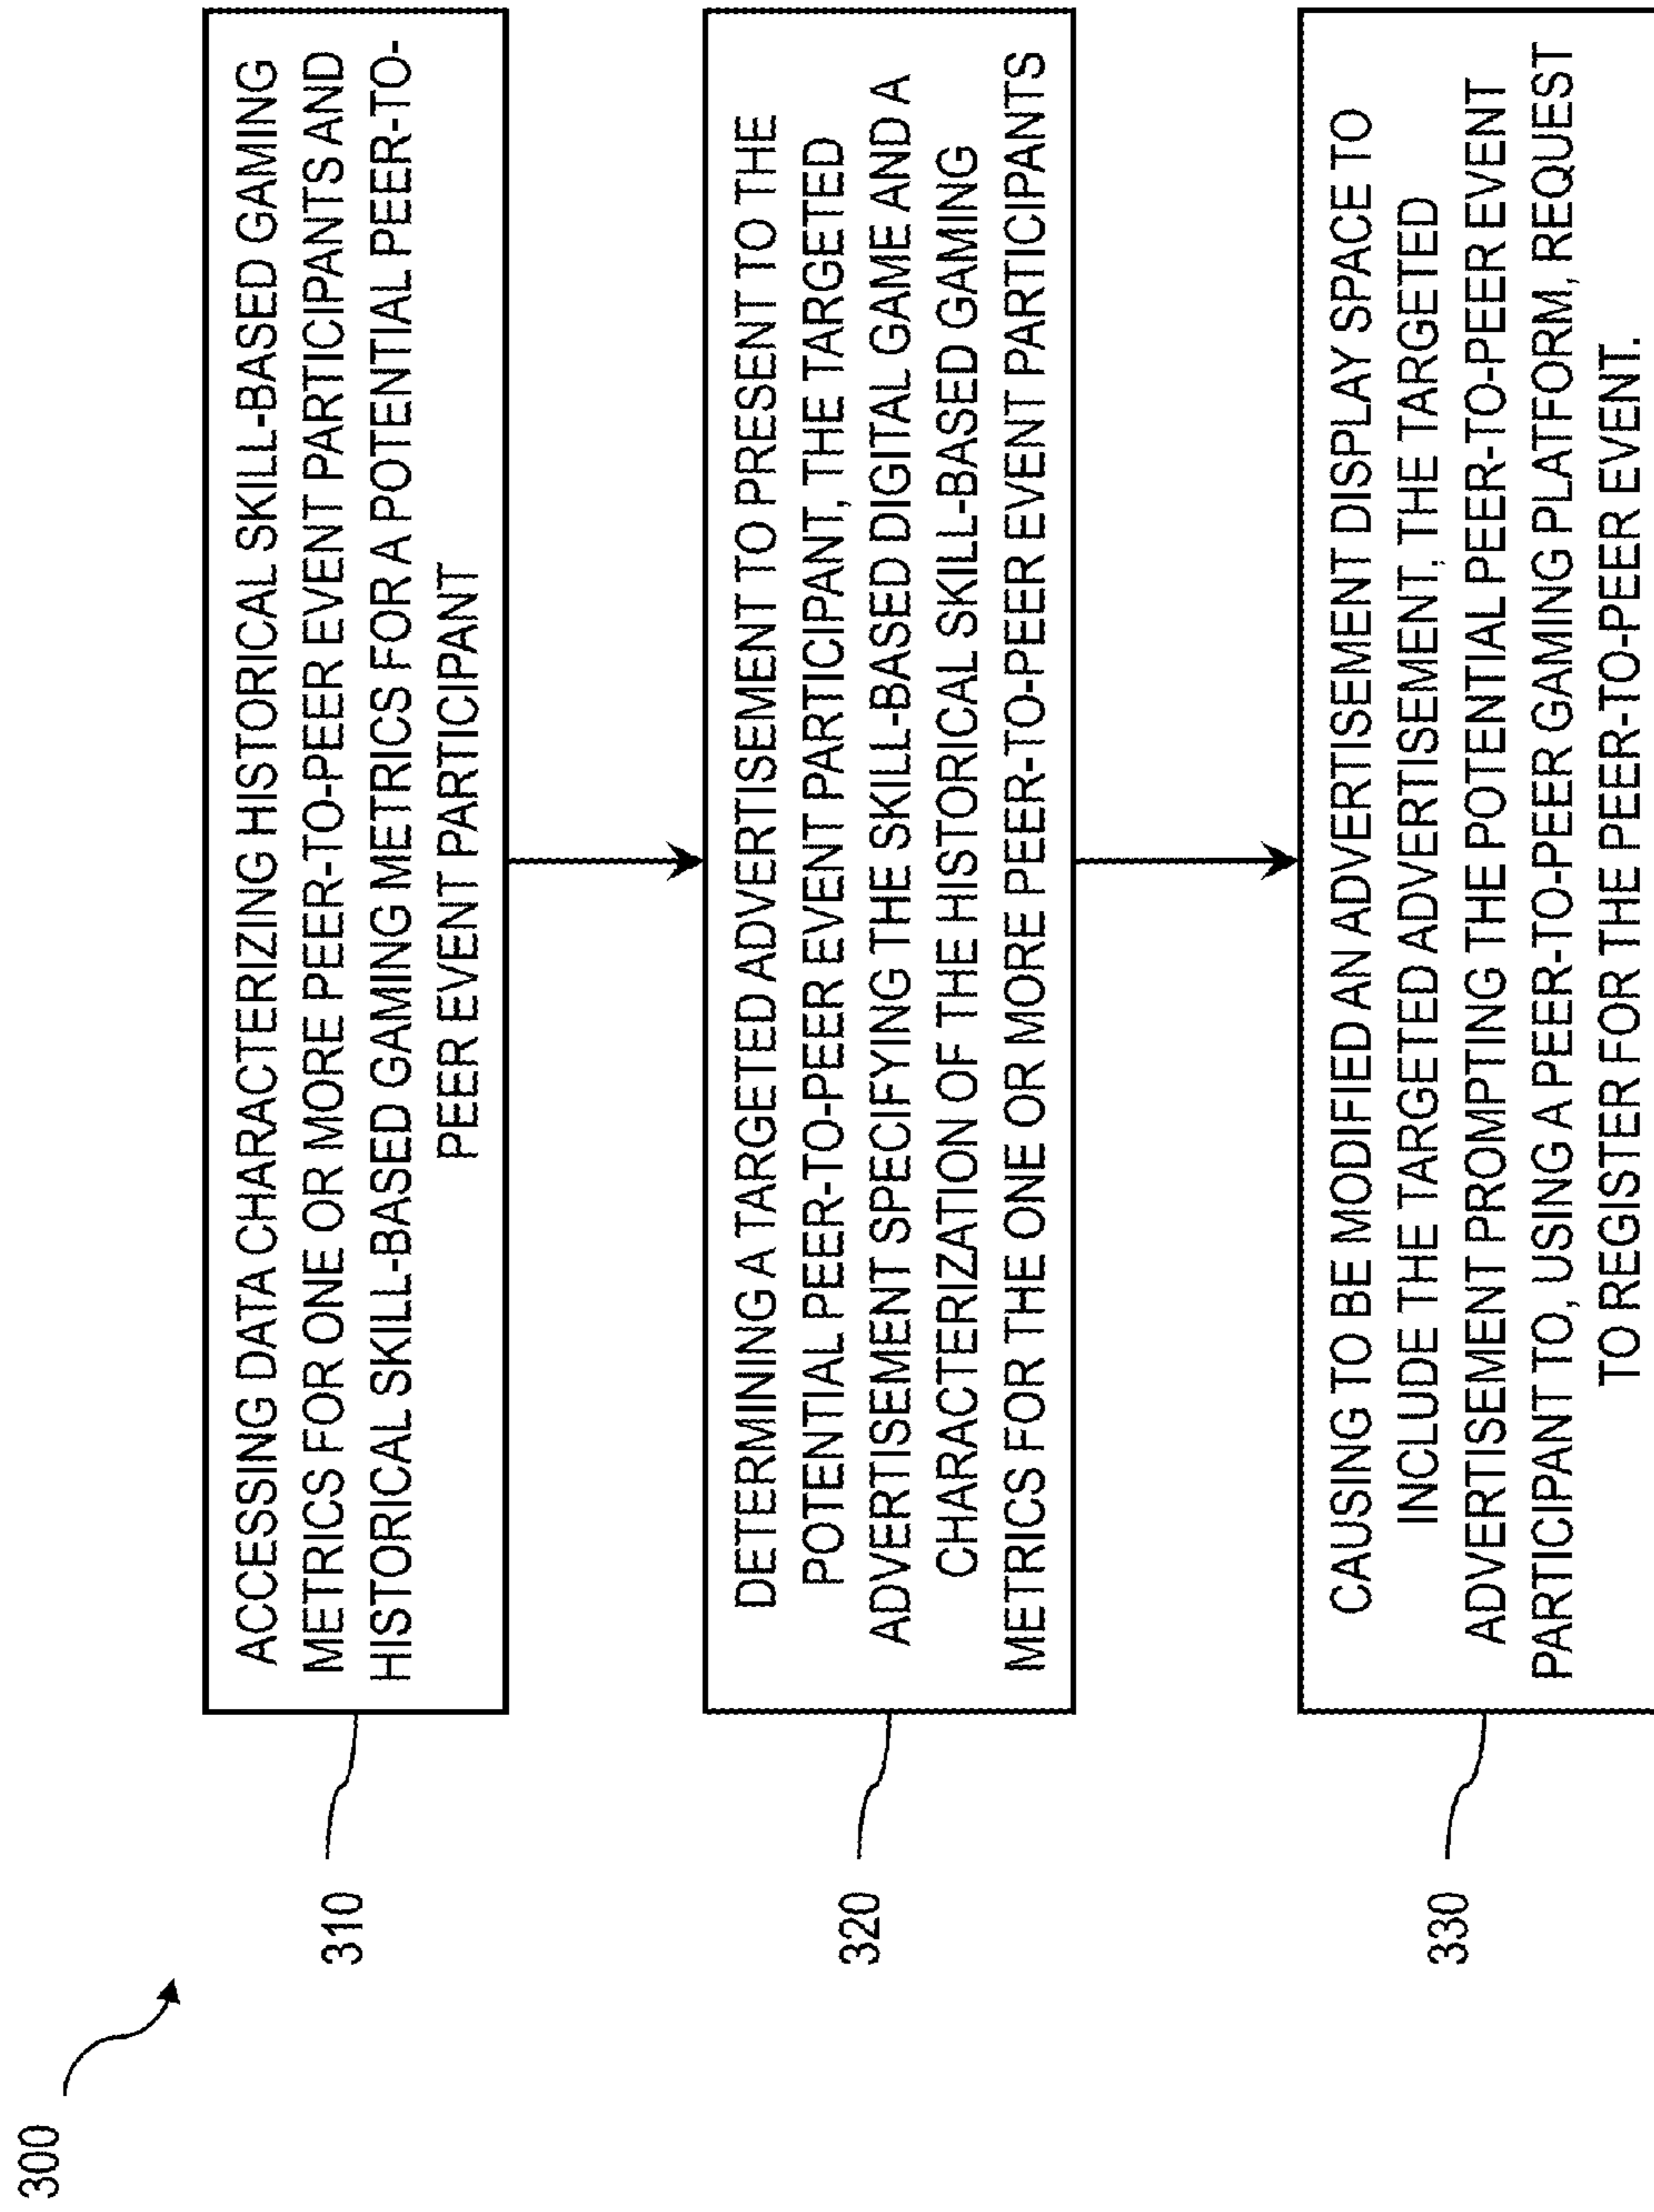 300
310
ACCESSING DATA CHARACTERIZING HISTORICAL SKILL-BASED GAMING
METRICS FOR ONE OR MORE PEER-TO-PEER EVENT PARTICIPANTS AND
HISTORICAL SKILL-BASED GAMING METRICS FOR A POTENTIAL PEER-TO-
PEER EVENT PARTICIPANT
320
DETERMINING A TARGETED ADVERTISEMENT TO PRESENT TO THE
POTENTIAL PEER-TO-PEER EVENT PARTICIPANT, THE TARGETED
ADVERTISEMENT SPECIFYING THE SKILL-BASED DIGITAL GAME AND A
CHARACTERIZATION OF THE HISTORICAL SKILL-BASED GAMING
METRICS FOR THE ONE OR MORE PEER-TO-PEER EVENT PARTICIPANTS
330
CAUSING TO BE MODIFIED AN ADVERTISEMENT DISPLAY SPACE TO
INCLUDE THE TARGETED ADVERTISEMENT, THE TARGETED
ADVERTISEMENT PROMPTING THE POTENTIAL PEER-TO-PEER EVENT
PARTICIPANT TO, USING A PEER-TO-PEER GAMING PLATFORM, REQUEST
TO REGISTER FOR THE PEER-TO-PEER EVENT.